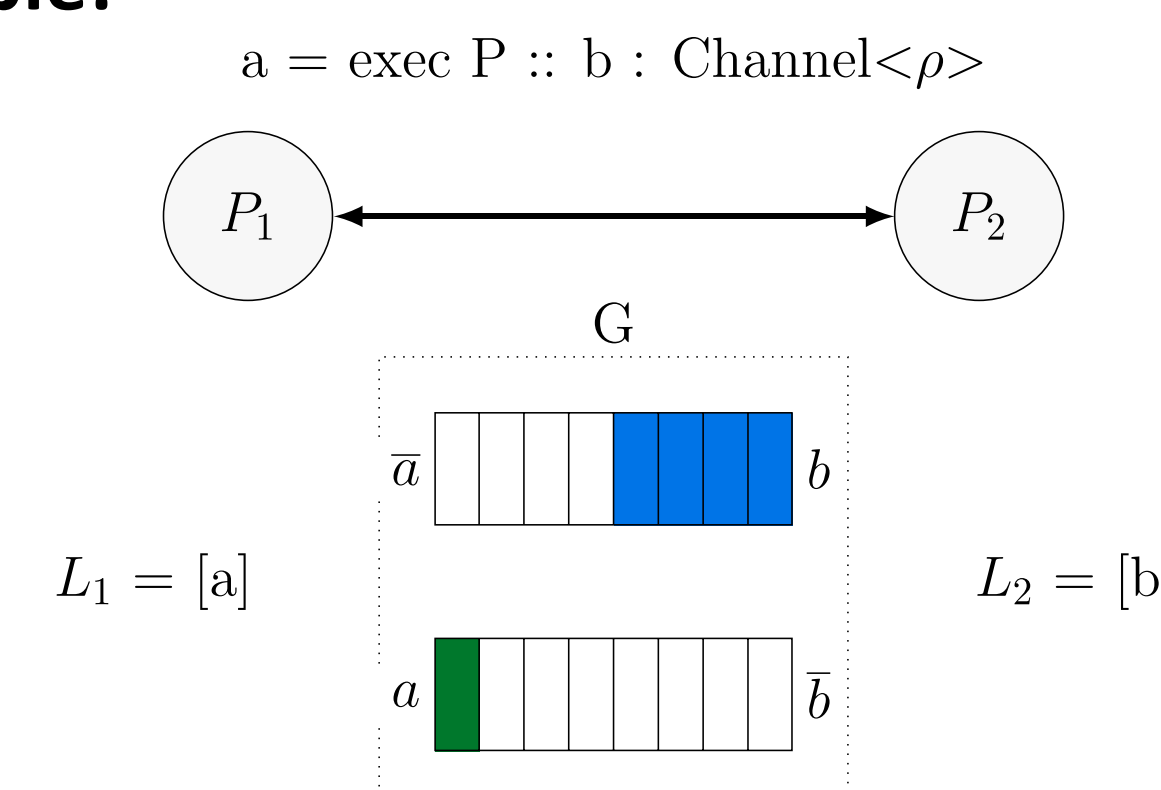 a = exec P :: b : Channel<ρ>
P₁
P₂
G
a̅
b
L₁ = [a]
L₂ = [b
a
b̅